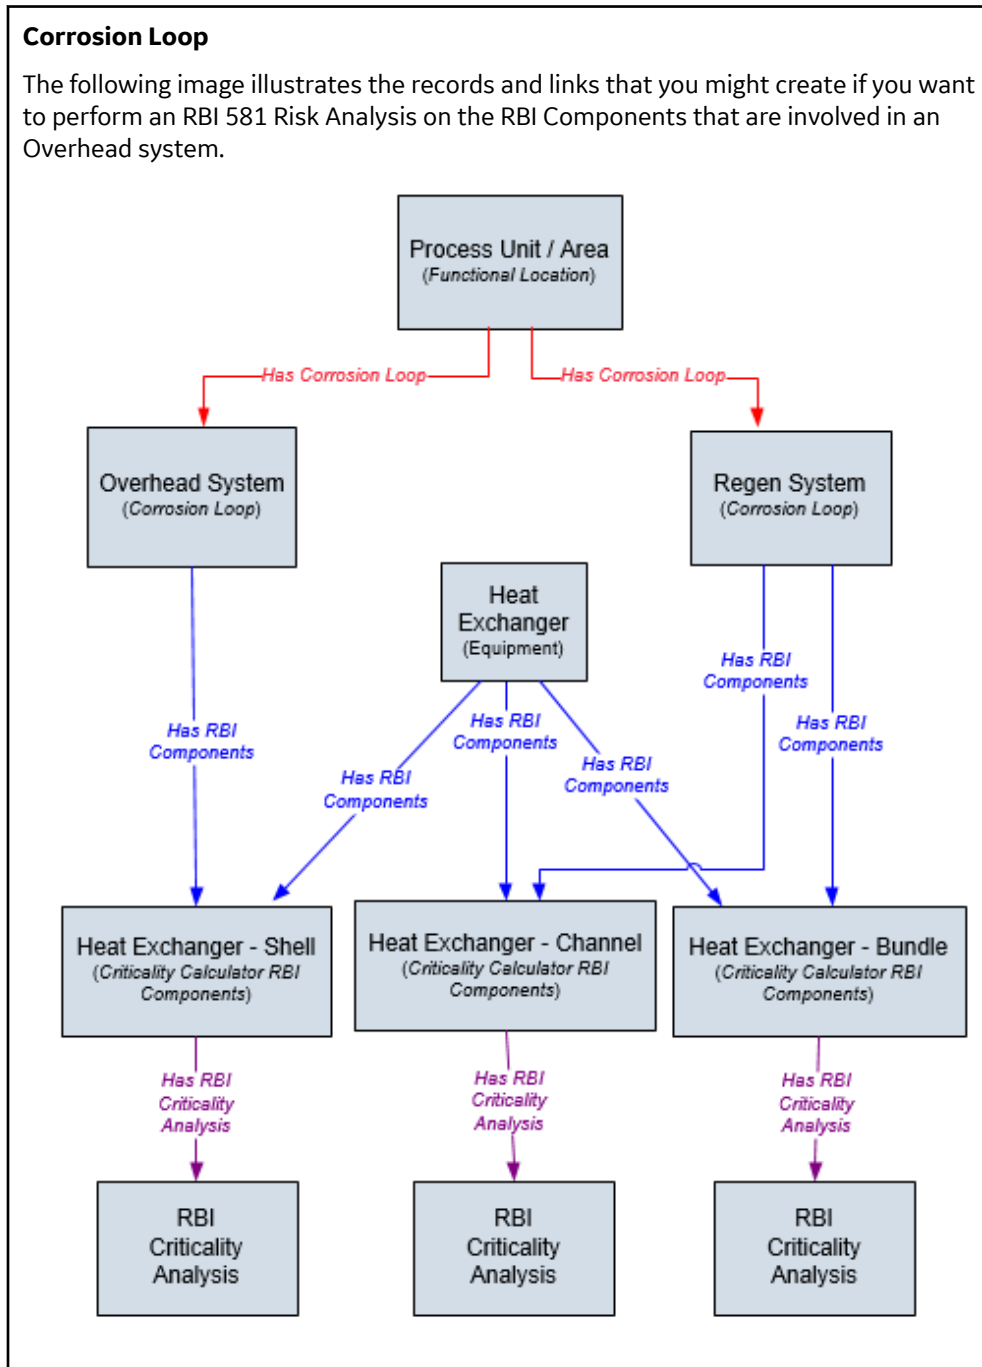 Corrosion Loop
The following image illustrates the records and links that you might create if you want
to perform an RBI 581 Risk Analysis on the RBI Components that are involved in an
Overhead system.
Process Unit / Area
(Functional Location)
Has Corrosion Loop
Has Corrosion Loop
Overhead System
(Corrosion Loop)
Regen System
(Corrosion Loop)
Heat
Exchanger
(Equipment)
Has RBI
Components
Has RBI
Components
Has RBI
Components
Has RBI
Components
Has RBI
Components
Has RBI
Components
Heat Exchanger - Shell
(Criticality Calculator RBI
Components)
Heat Exchanger - Channel
(Criticality Calculator RBI
Components)
Heat Exchanger - Bundle
(Criticality Calculator RBI
Components)
Has RBI
Criticality
Analysis
Has RBI
Criticality
Analysis
Has RBI
Criticality
Analysis
RBI
Criticality
Analysis
RBI
Criticality
Analysis
RBI
Criticality
Analysis